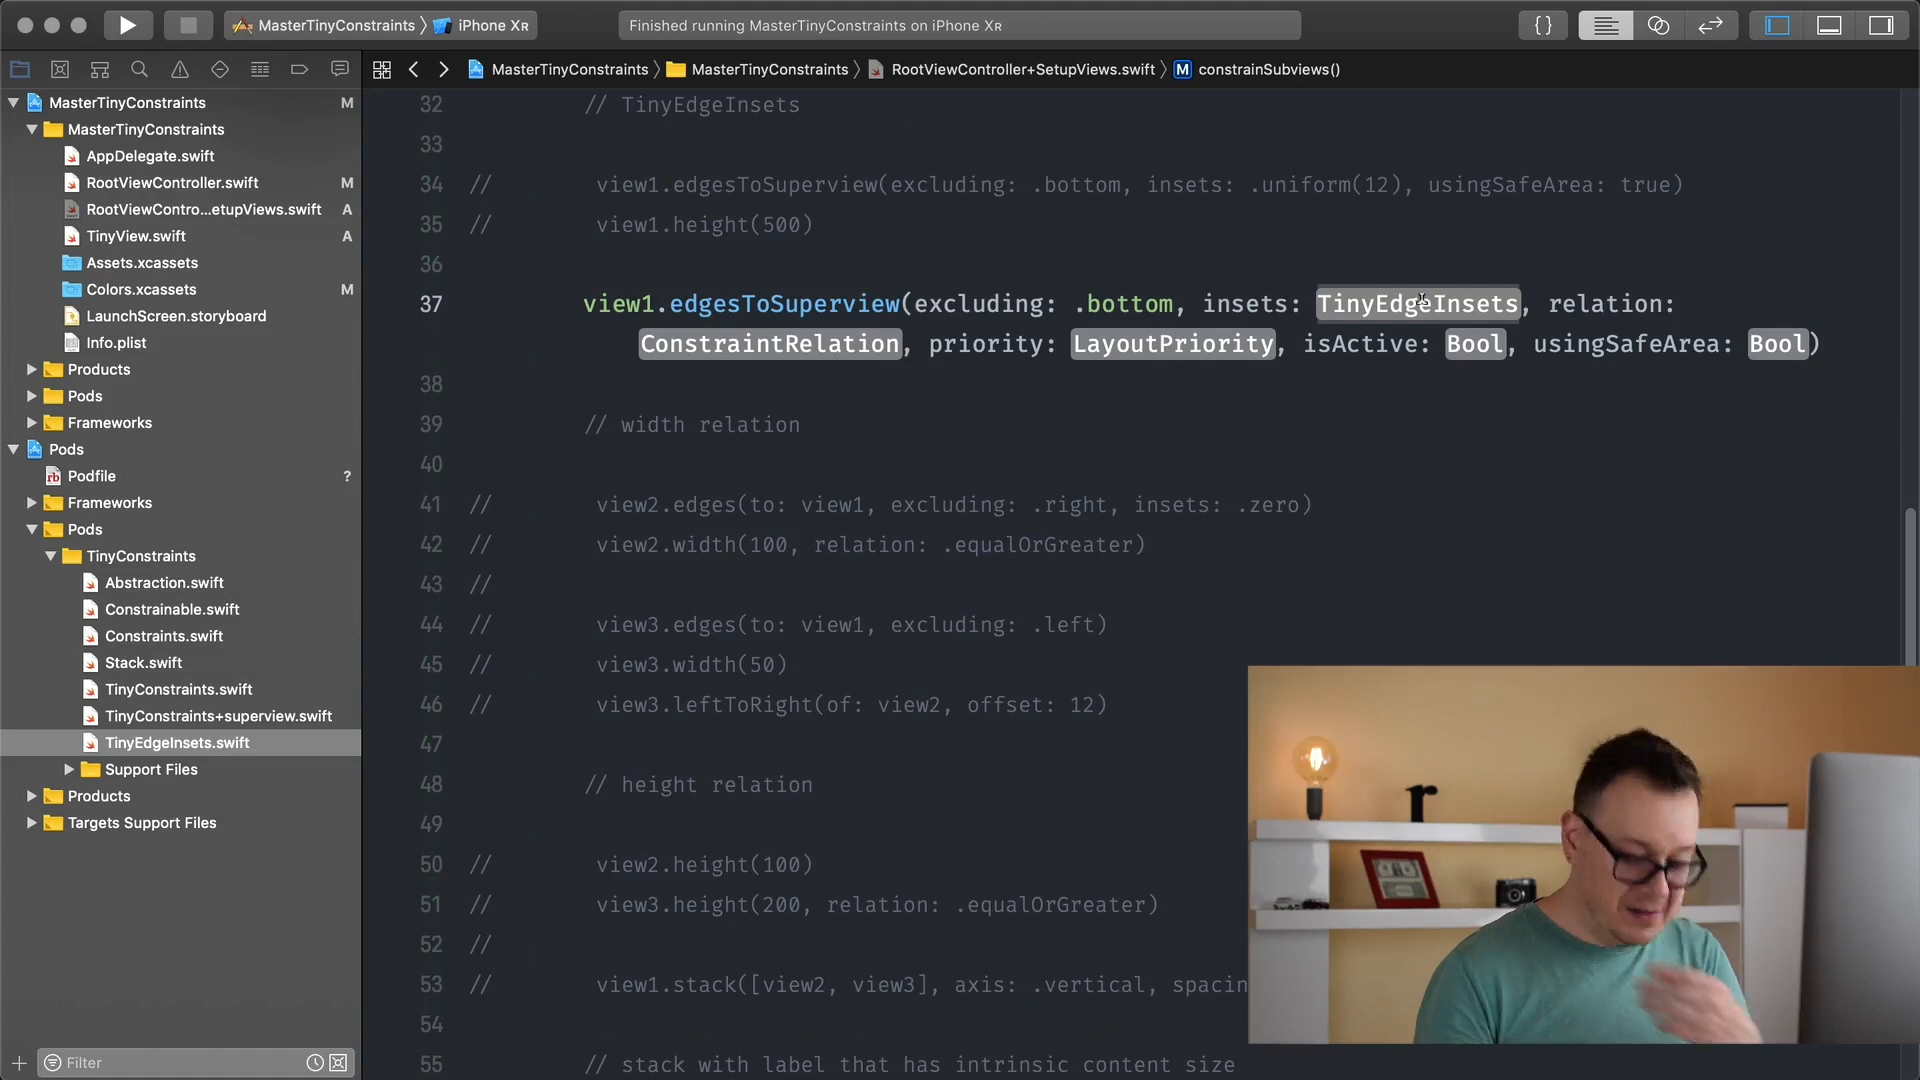 MasterTinyConstraints 〉 iPhone XR
Finished running MasterTinyConstraints on iPhone XR
{}
MasterTinyConstraints 〉 MasterTinyConstraints 〉 RootViewController+SetupViews.swift 〉 M constrainSubviews()
MasterTinyConstraints M
MasterTinyConstraints
AppDelegate.swift
RootViewController.swift M
RootViewContro...etupViews.swift A
TinyView.swift A
Assets.xcassets
Colors.xcassets M
LaunchScreen.storyboard
Info.plist
Products
Pods
Frameworks
Pods
rb Podfile ?
Frameworks
Pods
TinyConstraints
Abstraction.swift
Constrainable.swift
Constraints.swift
Stack.swift
TinyConstraints.swift
TinyConstraints+superview.swift
TinyEdgeInsets.swift
Support Files
Products
Targets Support Files
Filter
32 // TinyEdgeInsets
33
34 // view1.edgesToSuperview(excluding: .bottom, insets: .uniform(12), usingSafeArea: true)
35 // view1.height(500)
36
37 view1.edgesToSuperview(excluding: .bottom, insets: TinyEdgeInsets, relation:
ConstraintRelation, priority: LayoutPriority, isActive: Bool, usingSafeArea: Bool)
38
39 // width relation
40
41 // view2.edges(to: view1, excluding: .right, insets: .zero)
42 // view2.width(100, relation: .equalOrGreater)
43 //
44 // view3.edges(to: view1, excluding: .left)
45 // view3.width(50)
46 // view3.leftToRight(of: view2, offset: 12)
47
48 // height relation
49
50 // view2.height(100)
51 // view3.height(200, relation: .equalOrGreater)
52 //
53 // view1.stack([view2, view3], axis: .vertical, spacin
54
55 // stack with label that has intrinsic content size